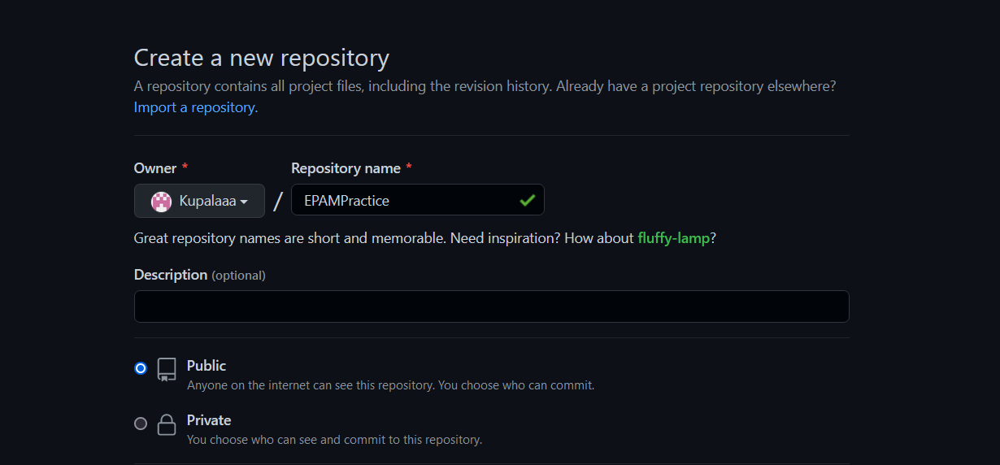 Create a new repository
A repository contains all project files, including the revision history. Already have a project repository elsewhere?
Import a repository.
Owner *
Repository name *
Kupalaaa
/
EPAMPractice
Great repository names are short and memorable. Need inspiration? How about fluffy-lamp?
Description (optional)
Public
Anyone on the internet can see this repository. You choose who can commit.
Private
You choose who can see and commit to this repository.